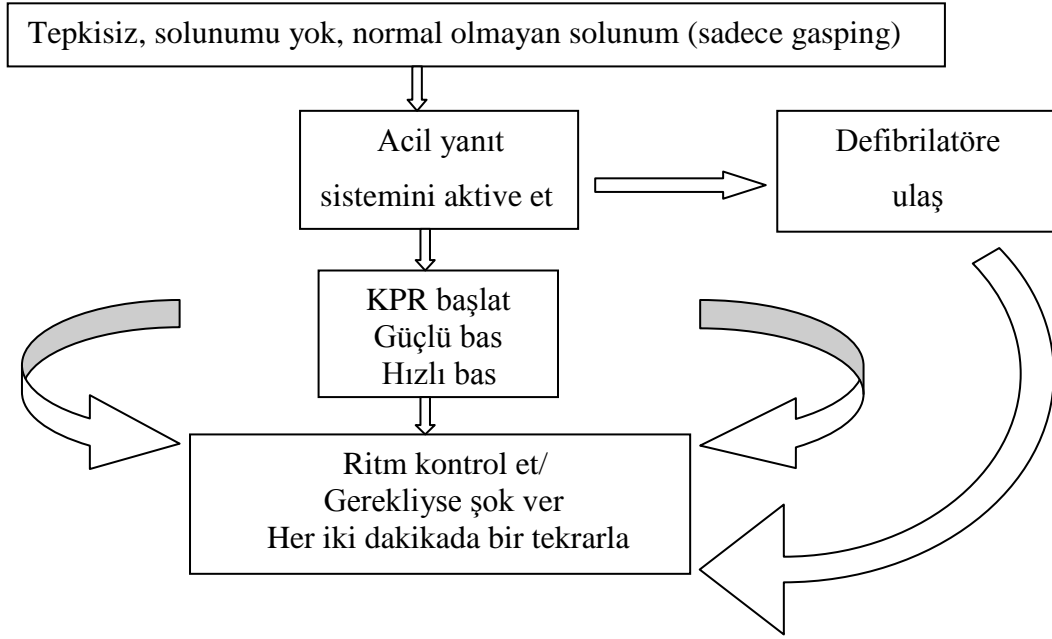 Tepkisiz, solunumu yok, normal olmayan solunum (sadece gasping)
Acil yanıt
sistemini aktive et
Defibrilatöre
ulaş
KPR başlat
Güçlü bas
Hızlı bas
Ritm kontrol et/
Gerekliyse şok ver
Her iki dakikada bir tekrarla